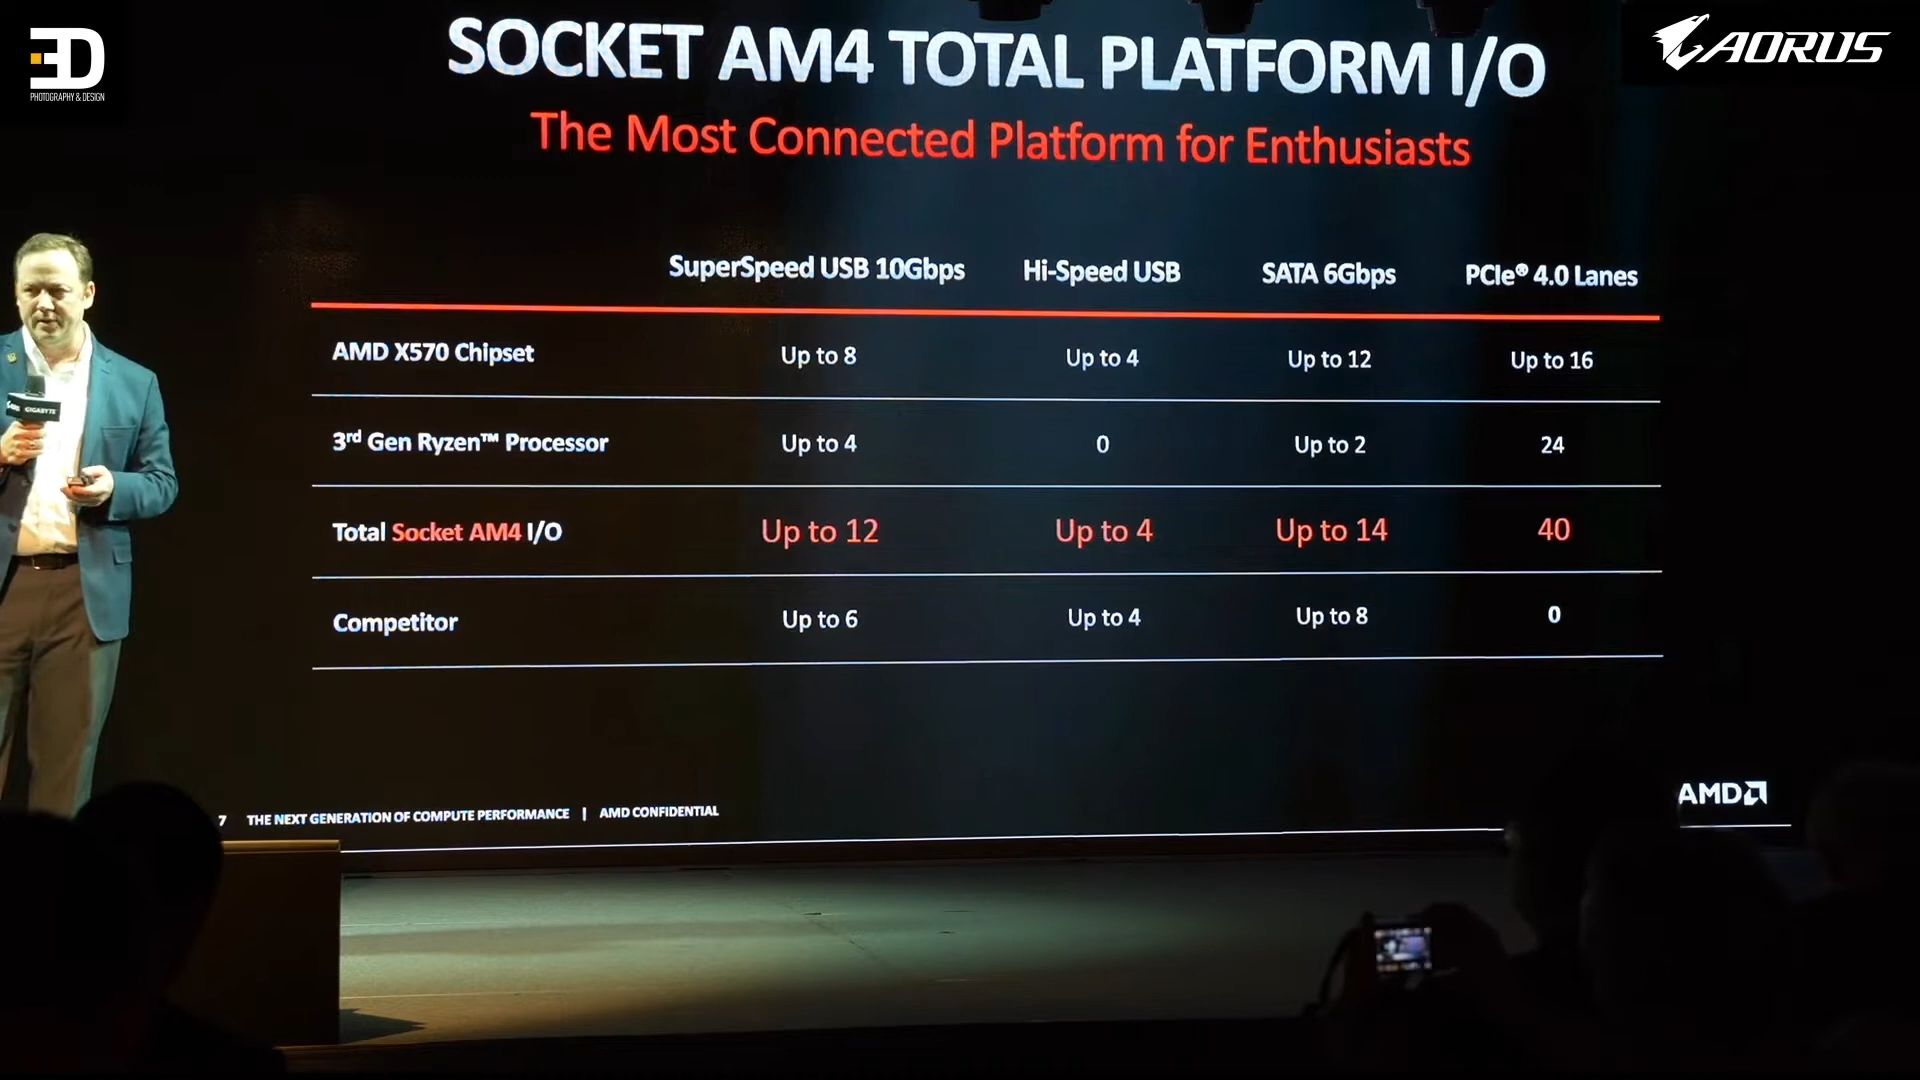 3D
PHOTOGRAPHY & DESIGN
AORUS
SOCKET AM4 TOTAL PLATFORM I/O
The Most Connected Platform for Enthusiasts
SuperSpeed USB 10Gbps Hi-Speed USB SATA 6Gbps PCIe® 4.0 Lanes
AMD X570 Chipset Up to 8 Up to 4 Up to 12 Up to 16
3rd Gen Ryzen™ Processor Up to 4 0 Up to 2 24
Total Socket AM4 I/O Up to 12 Up to 4 Up to 14 40
Competitor Up to 6 Up to 4 Up to 8 0
GIGABYTE
7 THE NEXT GENERATION OF COMPUTE PERFORMANCE | AMD CONFIDENTIAL
AMD